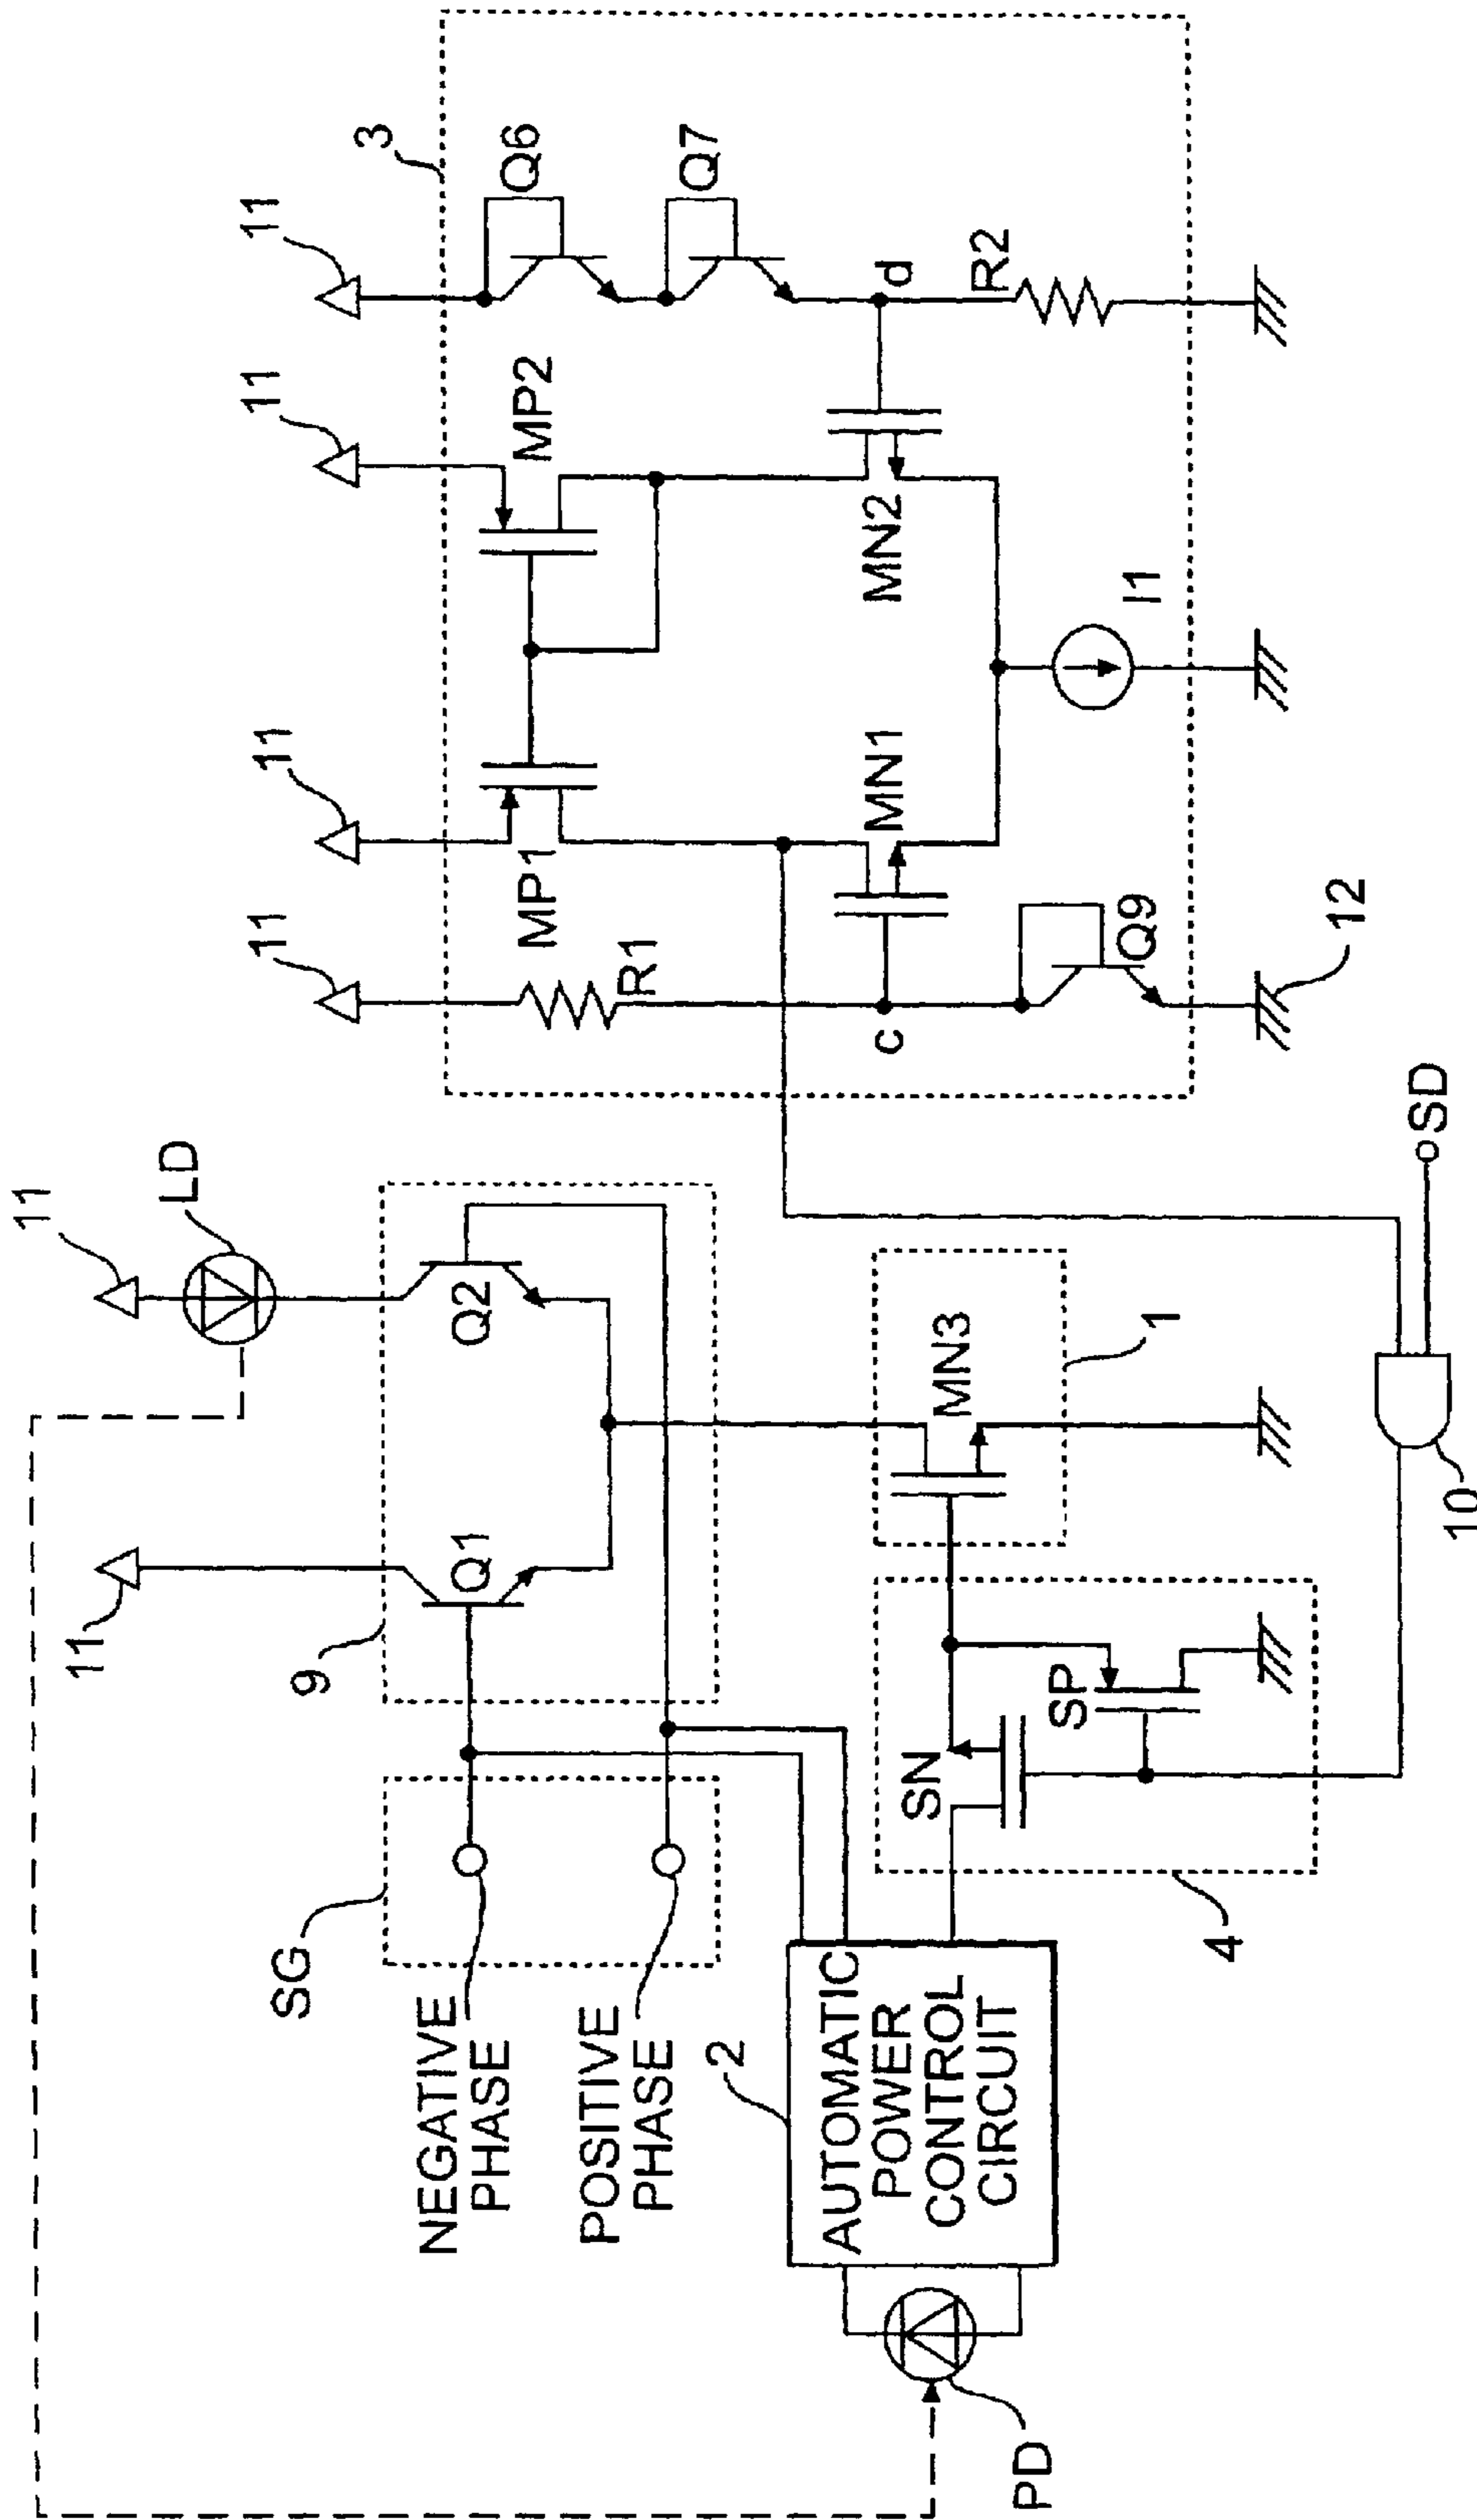 11
LD
11
9
Q1
Q2
SG
NEGATIVE
PHASE
POSITIVE
PHASE
2
AUTOMATIC
POWER
CONTROL
CIRCUIT
PD
SN
SP
4
MN3
1
10
SD
3
11
11
11
11
MP1
MP2
Q6
Q7
R1
c
MN1
MN2
d
R2
Q9
I1
12